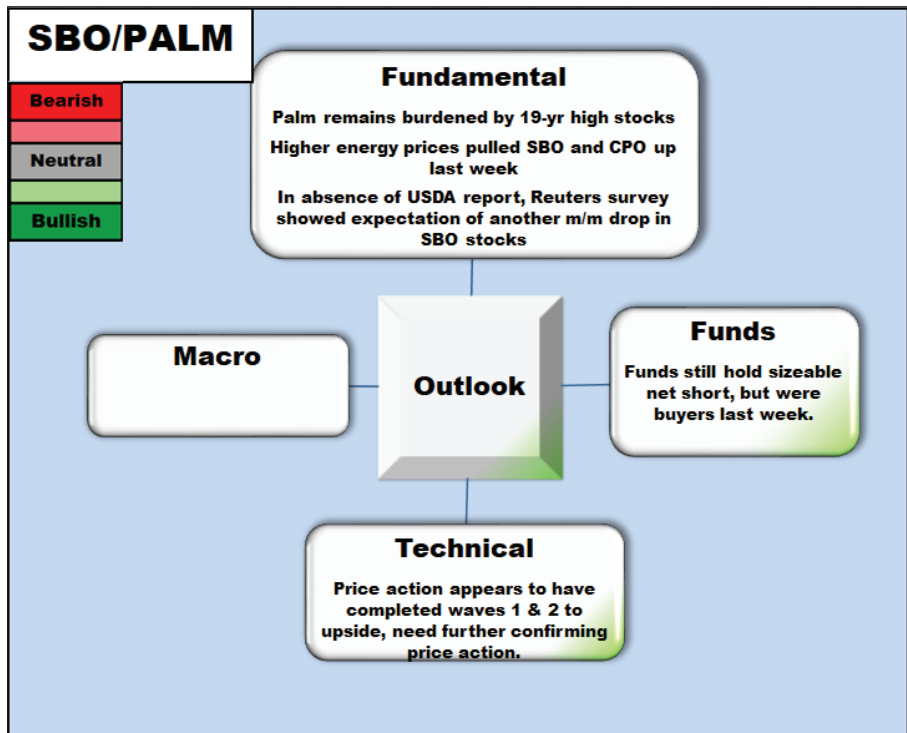 SBO/PALM
Bearish
Neutral
Bullish
Fundamental
Palm remains burdened by 19-yr high stocks
Higher energy prices pulled SBO and CPO up
last week
In absence of USDA report, Reuters survey
showed expectation of another m/m drop in
SBO stocks
Macro
Outlook
Funds
Funds still hold sizeable
net short, but were
buyers last week.
Technical
Price action appears to have
completed waves 1 & 2 to
upside, need further confirming
price action.